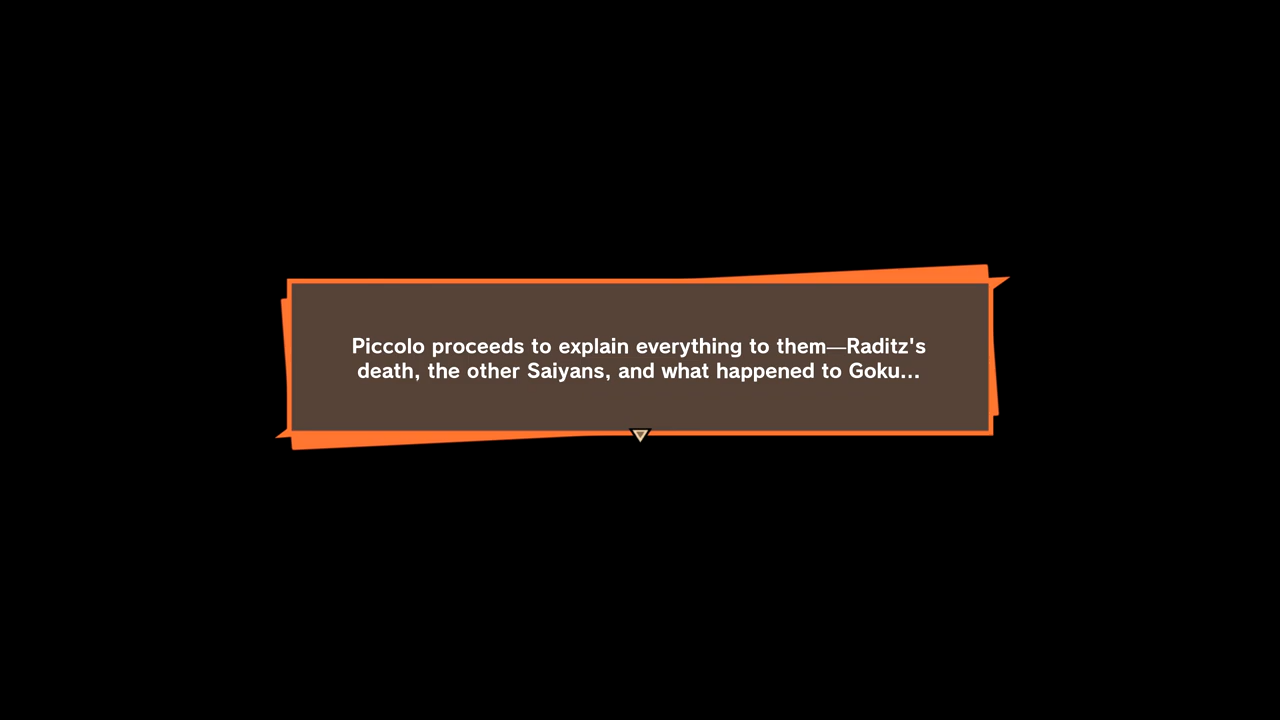 Piccolo proceeds to explain everything to them—Raditz's
death, the other Saiyans, and what happened to Goku...